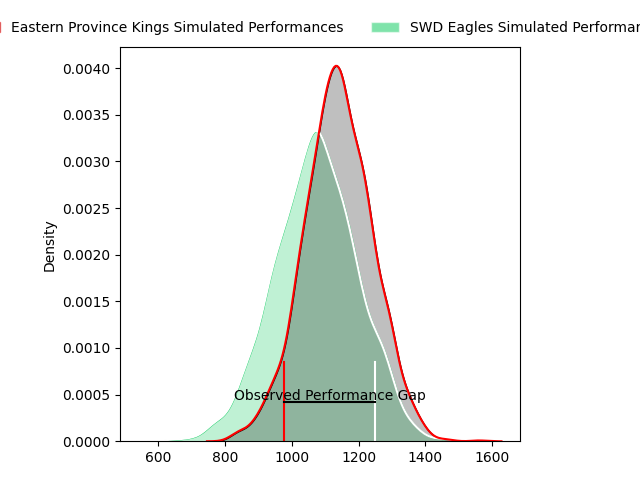 Eastern Province Kings Simulated Performances
SWD Eagles Simulated
0.0040
0.0035
0.0030
0.0025
0.0020
0.0015
0.0010
0.0005
0.0000
Density
Observed Performance Gap
600 800 1000 1200 1400 1600